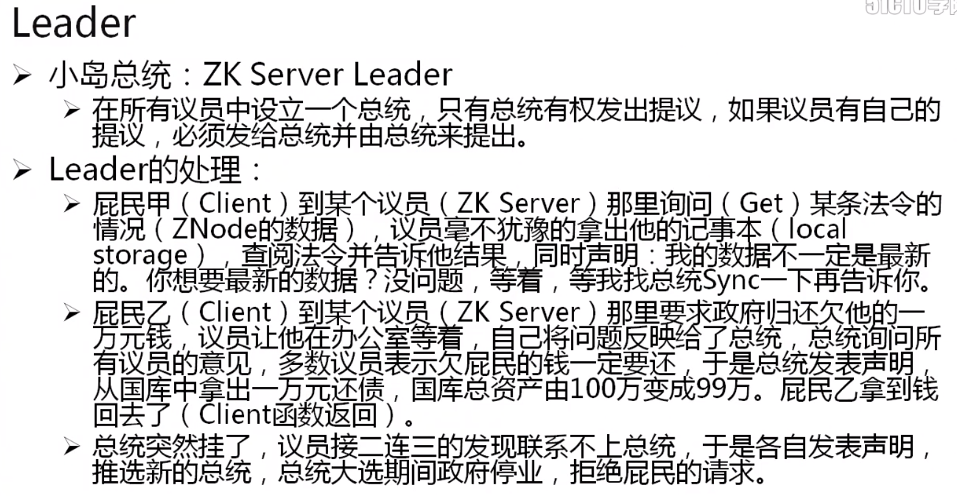 51CTO学
Leader
➢ 小岛总统：ZK Server Leader
➢ 在所有议员中设立一个总统，只有总统有权发出提议，如果议员有自己的
提议，必须发给总统并由总统来提出。
➢ Leader的处理：
➢ 屁民甲（Client）到某个议员（ZK Server）那里询问（Get）某条法令的
情况（ZNode的数据），议员毫不犹豫的拿出他的记事本（local
storage），查阅法令并告诉他结果，同时声明：我的数据不一定是最新
的。你想要最新的数据？没问题，等着，等我找总统Sync一下再告诉你。
➢ 屁民乙（Client）到某个议员（ZK Server）那里要求政府归还欠他的一
万元钱，议员让他在办公室等着，自己将问题反映给了总统，总统询问所
有议员的意见，多数议员表示欠屁民的钱一定要还，于是总统发表声明，
从国库中拿出一万元还债，国库总资产由100万变成99万。屁民乙拿到钱
回去了（Client函数返回）。
➢ 总统突然挂了，议员接二连三的发现联系不上总统，于是各自发表声明，
推选新的总统，总统大选期间政府停业，拒绝屁民的请求。